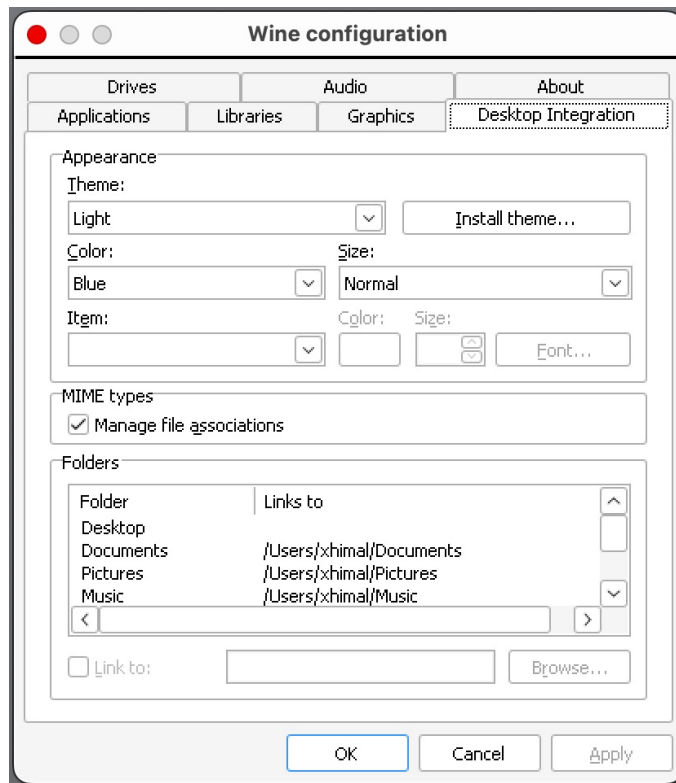 Wine configuration
Drives Audio About
Applications Libraries Graphics Desktop Integration
Appearance
Theme:
Light Install theme...
Color: Size:
Blue Normal
Item: Color: Size:
Font...
MIME types
Manage file associations
Folders
Folder Links to
Desktop
Documents /Users/xhimal/Documents
Pictures /Users/xhimal/Pictures
Music /Users/xhimal/Music
Link to: Browse...
OK Cancel Apply